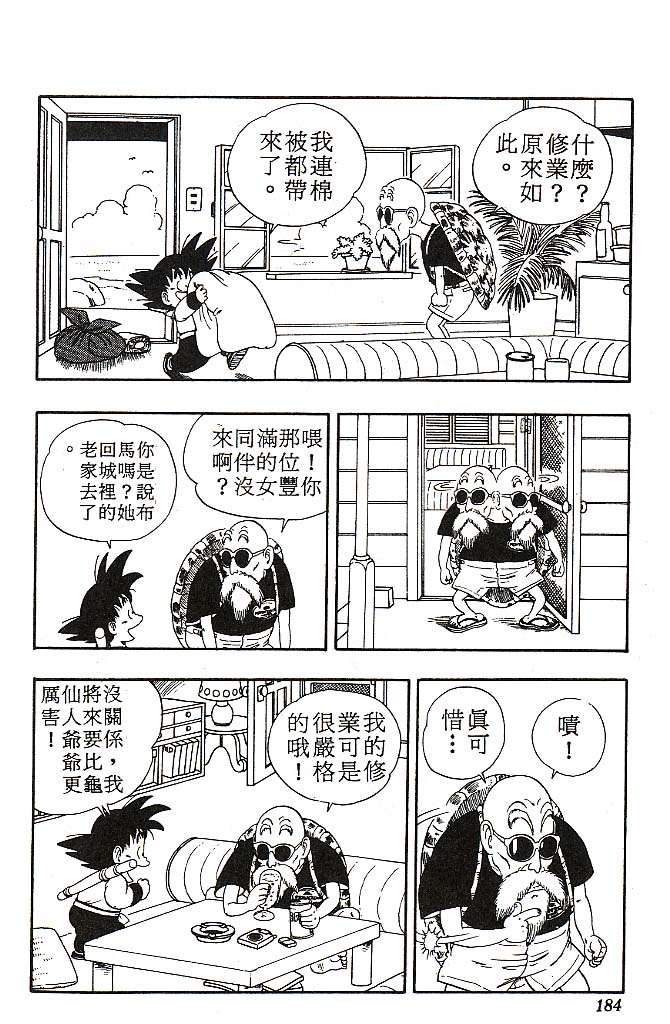 什麼？
修業？
原來如
此。
我連棉
被都帶
來了。
喂！你
那位豐
滿的女
同伴沒
來啊？
你是說布
馬嗎？她
回城裡的
老家去了
。
嘖！
眞可
惜…
我的修
業可是
很嚴格
的哦！
沒關係，我
將來要比龜
仙人爺爺更
厲害！
184